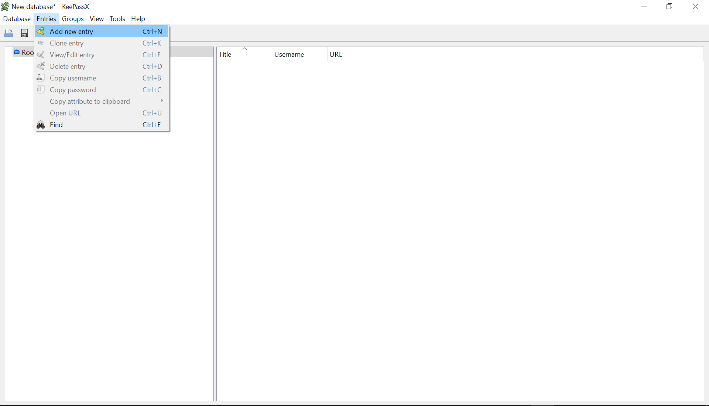 New database* - KeePassX
Database Entries Groups View Tools Help
Add new entry Ctrl+N
Clone entry Ctrl+K
View/Edit entry Ctrl+E
Delete entry Ctrl+D
Copy username Ctrl+B
Copy password Ctrl+C
Copy attribute to clipboard
Open URL Ctrl+U
Find Ctrl+F
Title Username URL